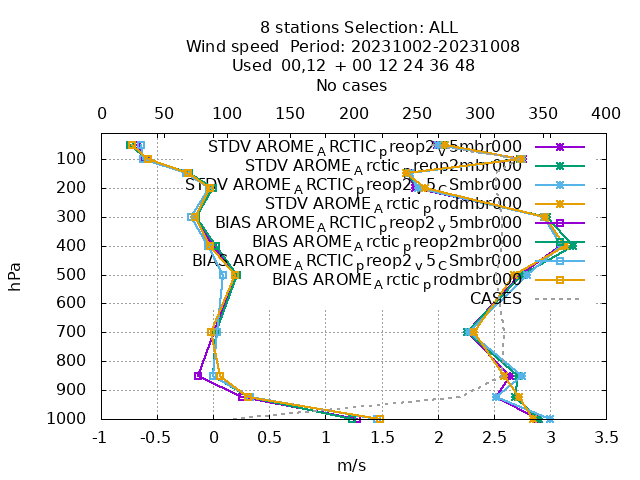 8 stations Selection: ALL
Wind speed Period: 20231002-20231008
Used 00,12 + 00 12 24 36 48
No cases
0 50 100 150 200 250 300 350 400
STDV AROME_ARCTIC_preop2_v5mbr000
STDV AROME_Arctic_preop2mbr000
STDV AROME_ARCTIC_preop2_v5_CSmbr000
STDV AROME_Arctic_prodmbr000
BIAS AROME_ARCTIC_preop2_v5mbr000
BIAS AROME_Arctic_preop2mbr000
BIAS AROME_ARCTIC_preop2_v5_CSmbr000
BIAS AROME_Arctic_prodmbr000
CASES
100
200
300
400
500
600
700
800
900
1000
hPa
-1 -0.5 0 0.5 1 1.5 2 2.5 3 3.5
m/s